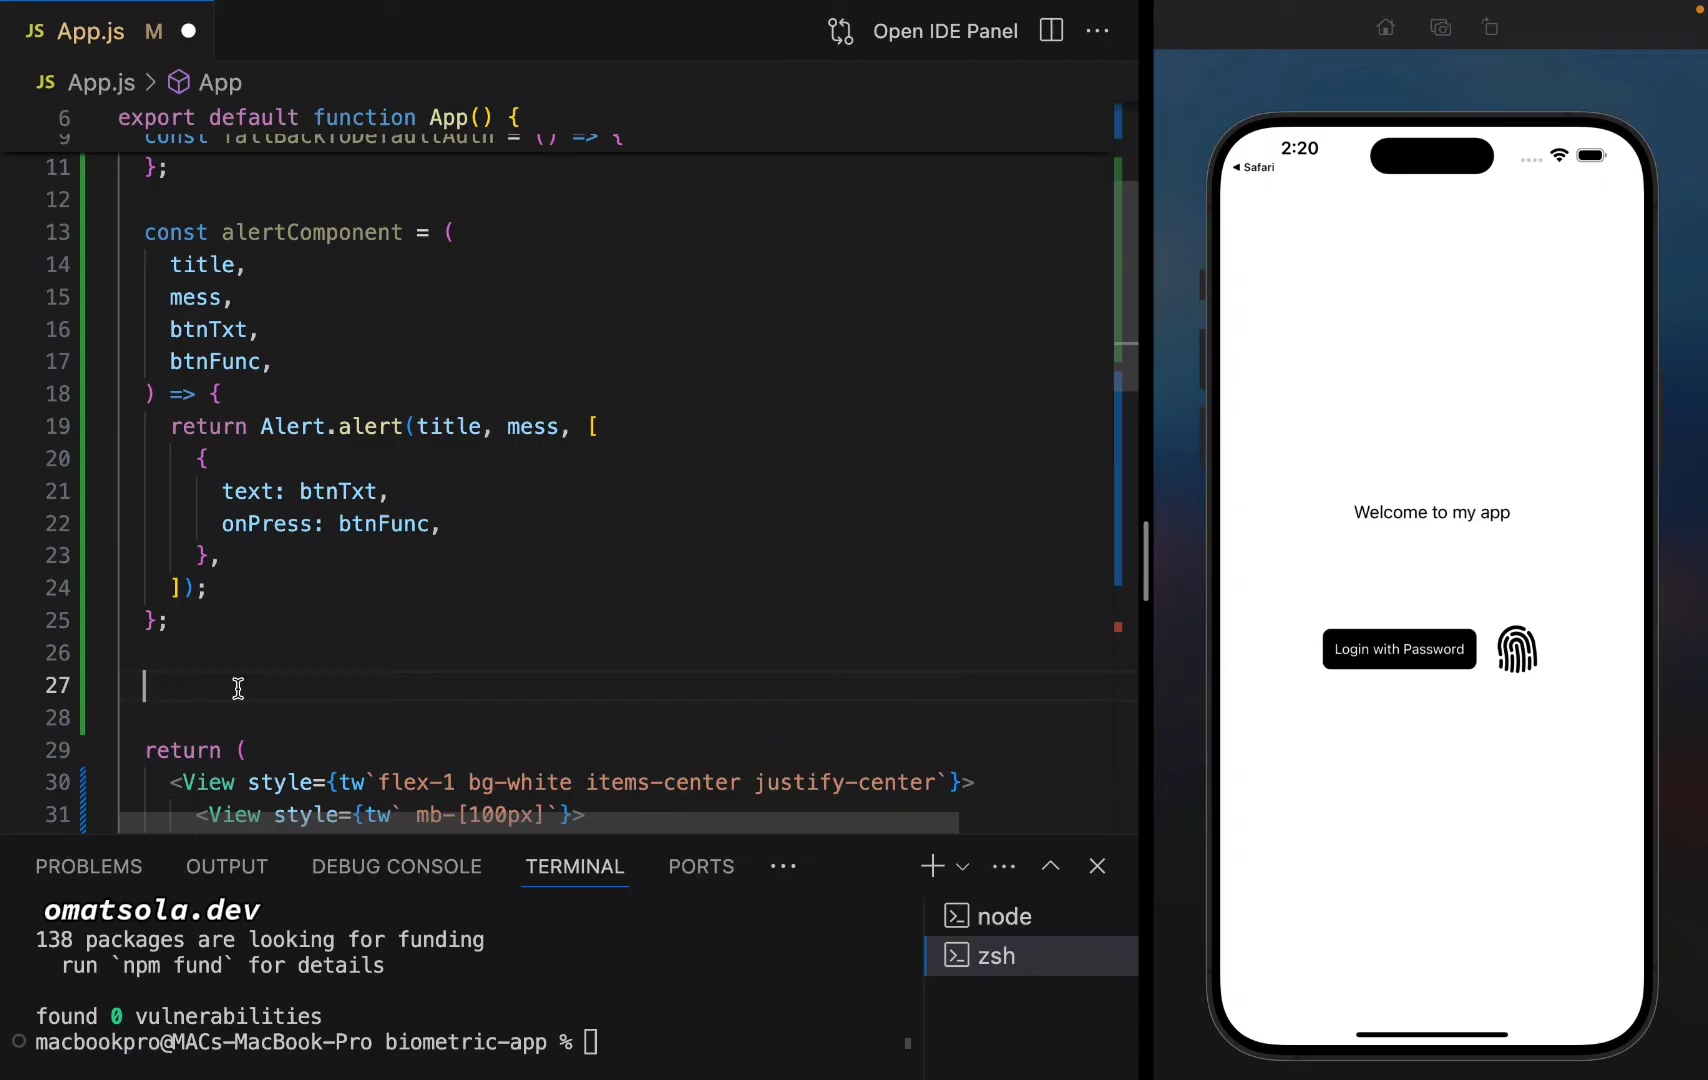 JS App.js M
Open IDE Panel
JS App.js > App
6 export default function App() {
9 const fallBackToDefaultAuth = () => {
11 };
12
13 const alertComponent = (
14 title,
15 mess,
16 btnTxt,
17 btnFunc,
18 ) => {
19 return Alert.alert(title, mess, [
20 {
21 text: btnTxt,
22 onPress: btnFunc,
23 },
24 ]);
25 };
26
27
28
29 return (
30 <View style={tw`flex-1 bg-white items-center justify-center`}>
31 <View style={tw` mb-[100px]`}>
PROBLEMS OUTPUT DEBUG CONSOLE TERMINAL PORTS
omatsola.dev
138 packages are looking for funding
run `npm fund` for details
found 0 vulnerabilities
macbookpro@MACs-MacBook-Pro biometric-app %
node
zsh
2:20
Safari
Welcome to my app
Login with Password